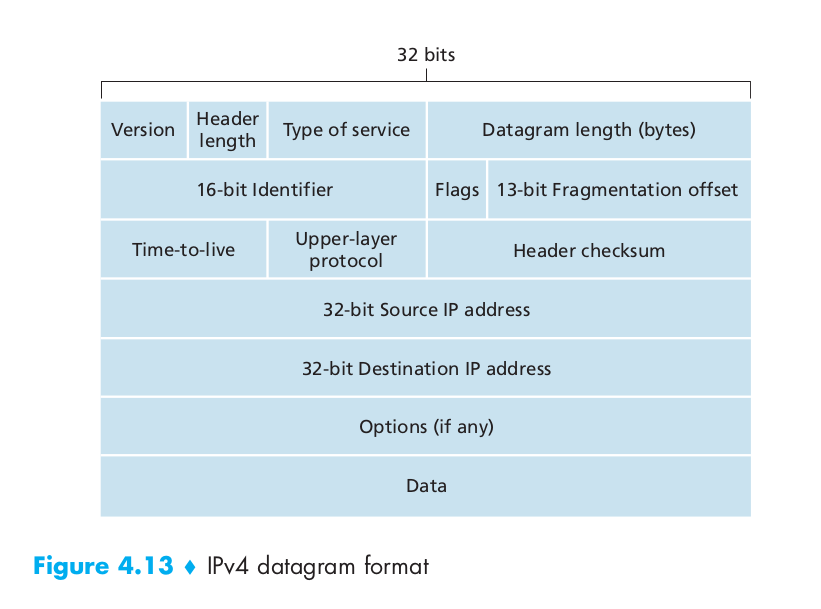 32 bits
Version
Header
length
Type of service
Datagram length (bytes)
16-bit Identifier
Flags
13-bit Fragmentation offset
Time-to-live
Upper-layer
protocol
Header checksum
32-bit Source IP address
32-bit Destination IP address
Options (if any)
Data
Figure 4.13 ♦ IPv4 datagram format